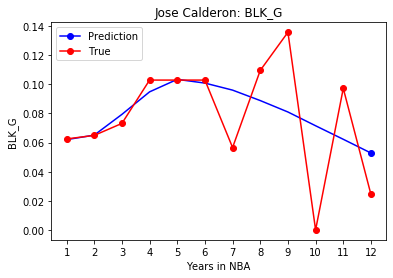 Jose Calderon: BLK_G
Prediction
True
BLK_G
0.14
0.12
0.10
0.08
0.06
0.04
0.02
0.00
1 2 3 4 5 6 7 8 9 10 11 12
Years in NBA